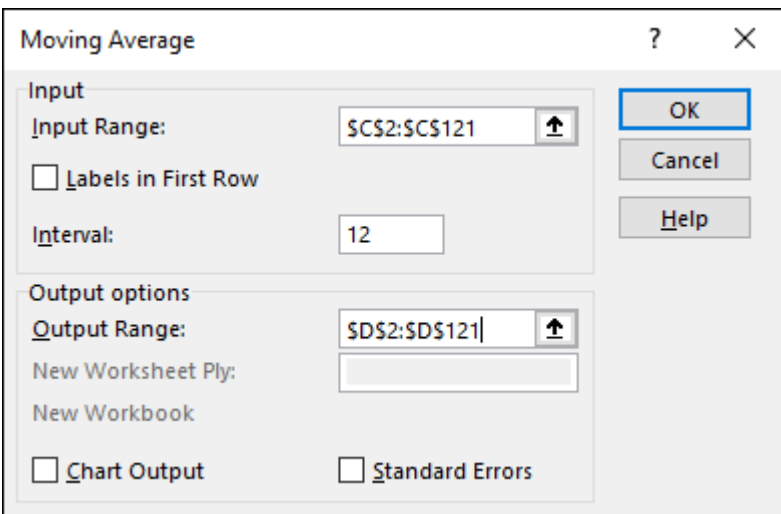 Moving Average ?
Input
Input Range: $C$2:$C$121
OK
Labels in First Row
Cancel
Interval: 12
Help
Output options
Output Range: $D$2:$D$121
New Worksheet Ply:
New Workbook
Chart Output Standard Errors